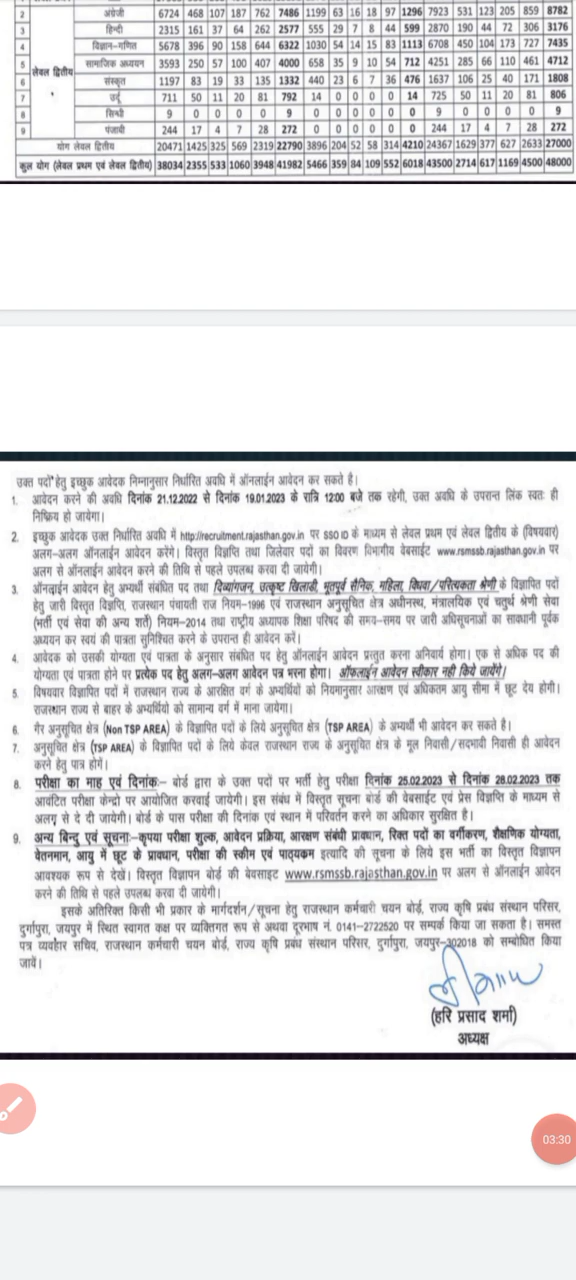 2 अंग्रेजी 6724 468 107 187 762 7486 1199 63 16 18 97 1296 7923 531 123 205 859 8782
3 हिन्दी 2315 161 37 64 262 2577 555 29 7 8 44 599 2870 190 44 72 306 3176
4 विज्ञान-गणित 5678 396 90 158 644 6322 1030 54 14 15 83 1113 6708 450 104 173 727 7435
5 लेवल द्वितीय सामाजिक अध्ययन 3593 250 57 100 407 4000 658 35 9 10 54 712 4251 285 66 110 461 4712
6 संस्कृत 1197 83 19 33 135 1332 440 23 6 7 36 476 1637 106 25 40 171 1808
7 उर्दू 711 50 11 20 81 792 14 0 0 0 0 14 725 50 11 20 81 806
8 सिन्धी 9 0 0 0 0 9 0 0 0 0 0 0 9 0 0 0 0 9
9 पंजाबी 244 17 4 7 28 272 0 0 0 0 0 0 244 17 4 7 28 272
योग लेवल द्वितीय 20471 1425 325 569 2319 22790 3896 204 52 58 314 4210 24367 1629 377 627 2633 27000
कुल योग (लेवल प्रथम एवं लेवल द्वितीय) 38034 2355 533 1060 3948 41982 5466 359 84 109 552 6018 43500 2714 617 1169 4500 48000
उक्त पदों हेतु इच्छुक आवेदक निम्नानुसार निर्धारित अवधि में ऑनलाईन आवेदन कर सकते है।
1. आवेदन करने की अवधि दिनांक 21.12.2022 से दिनांक 19.01.2023 के रात्रि 12:00 बजे तक रहेगी, उक्त अवधि के उपरान्त लिंक स्वतः ही
निष्क्रिय हो जायेगा।
2. इच्छुक आवेदक उक्त निर्धारित अवधि में http://recruitment.rajasthan.gov.in पर SSO ID के माध्यम से लेवल प्रथम एवं लेवल द्वितीय के (विषयवार)
अलग-अलग ऑनलाईन आवेदन करेंगे। विस्तृत विज्ञप्ति तथा जिलेवार पदों का विवरण विभागीय वेबसाईट www.rsmssb.rajasthan.gov.in पर
अलग से ऑनलाईन आवेदन करने की तिथि से पहले उपलब्ध करवा दी जायेगी।
3. ऑनलाईन आवेदन हेतु अभ्यर्थी संबंधित पद तथा दिव्यांगजन, उत्कृष्ट खिलाडी, भूतपूर्व सैनिक, महिला, विधवा/परित्यकता श्रेणी के विज्ञापित पदों
हेतु जारी विस्तृत विज्ञप्ति, राजस्थान पंचायती राज नियम-1996 एवं राजस्थान अनुसूचित क्षेत्र अधीनस्थ, मंत्रालयिक एवं चतुर्थ श्रेणी सेवा
(भर्ती एवं सेवा की अन्य शर्तें) नियम-2014 तथा राष्ट्रीय अध्यापक शिक्षा परिषद की समय-समय पर जारी अधिसूचनाओं का सावधानी पूर्वक
अध्ययन कर स्वयं की पात्रता सुनिश्चित करने के उपरान्त ही आवेदन करें।
4. आवेदक को उसकी योग्यता एवं पात्रता के अनुसार संबंधित पद हेतु ऑनलाईन आवेदन प्रस्तुत करना अनिवार्य होगा। एक से अधिक पद की
योग्यता एवं पात्रता होने पर प्रत्येक पद हेतु अलग-अलग आवेदन पत्र भरना होगा। ऑफलाईन आवेदन स्वीकार नही किये जायेंगे।
5. विषयवार विज्ञापित पदों में राजस्थान राज्य के आरक्षित वर्ग के अभ्यर्थियों को नियमानुसार आरक्षण एवं अधिकतम आयु सीमा में छूट देय होगी।
राजस्थान राज्य से बाहर के अभ्यर्थियों को सामान्य वर्ग में माना जायेगा।
6. गैर अनुसूचित क्षेत्र (Non TSP AREA) के विज्ञापित पदों के लिये अनुसूचित क्षेत्र (TSP AREA) के अभ्यर्थी भी आवेदन कर सकते है।
7. अनुसूचित क्षेत्र (TSP AREA) के विज्ञापित पदों के लिये केवल राजस्थान राज्य के अनुसूचित क्षेत्र के मूल निवासी/सदभावी निवासी ही आवेदन
करने हेतु पात्र होगें।
8. परीक्षा का माह एवं दिनांक:- बोर्ड द्वारा के उक्त पदों पर भर्ती हेतु परीक्षा दिनांक 25.02.2023 से दिनांक 28.02.2023 तक
आवंटित परीक्षा केन्द्रो पर आयोजित करवाई जायेगी। इस संबंध में विस्तृत सूचना बोर्ड की वेबसाईट एवं प्रेस विज्ञप्ति के माध्यम से
अलग से दे दी जायेगी। बोर्ड के पास परीक्षा की दिनांक एवं स्थान में परिवर्तन करने का अधिकार सुरक्षित है।
9. अन्य बिन्दु एवं सूचना:-कृपया परीक्षा शुल्क, आवेदन प्रक्रिया, आरक्षण संबंधी प्रावधान, रिक्त पदों का वर्गीकरण, शैक्षणिक योग्यता,
वेतनमान, आयु में छूट के प्रावधान, परीक्षा की स्कीम एवं पाठ्यकम इत्यादि की सूचना के लिये इस भर्ती का विस्तृत विज्ञापन
आवश्यक रूप से देखे। विस्तृत विज्ञापन बोर्ड की बेवसाइट www.rsmssb.rajasthan.gov.in पर अलग से ऑनलाईन आवेदन
करने की तिथि से पहले उपलब्ध करवा दी जायेगी।
इसके अतिरिक्त किसी भी प्रकार के मार्गदर्शन/सूचना हेतु राजस्थान कर्मचारी चयन बोर्ड, राज्य कृषि प्रबंध संस्थान परिसर,
दुर्गापुरा, जयपुर में स्थित स्वागत कक्ष पर व्यक्तिगत रूप से अथवा दूरभाष नं. 0141-2722520 पर सम्पर्क किया जा सकता है। समस्त
पत्र व्यवहार सचिव, राजस्थान कर्मचारी चयन बोर्ड, राज्य कृषि प्रबंध संस्थान परिसर, दुर्गापुरा, जयपुर-302018 को सम्बोधित किया
जावें।
(हरि प्रसाद शर्मा)
अध्यक्ष
03:30